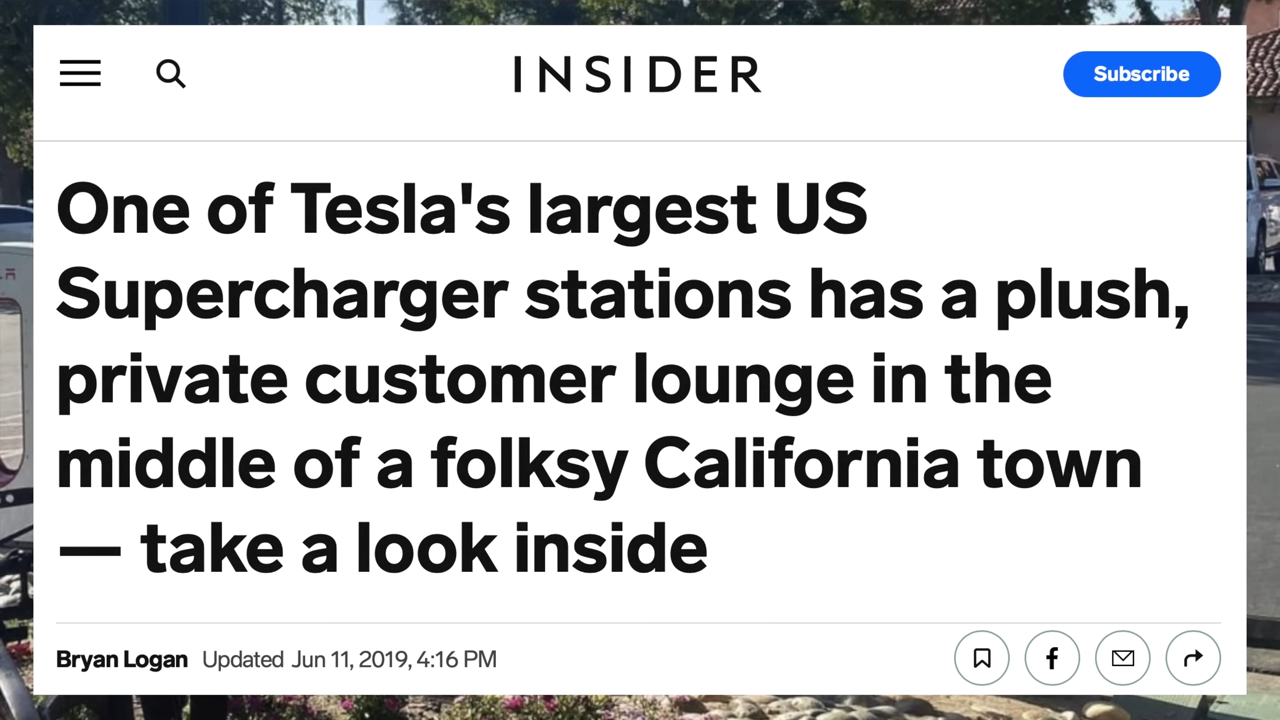 INSIDER
Subscribe
One of Tesla's largest US
Supercharger stations has a plush,
private customer lounge in the
middle of a folksy California town
— take a look inside
Bryan Logan Updated Jun 11, 2019, 4:16 PM